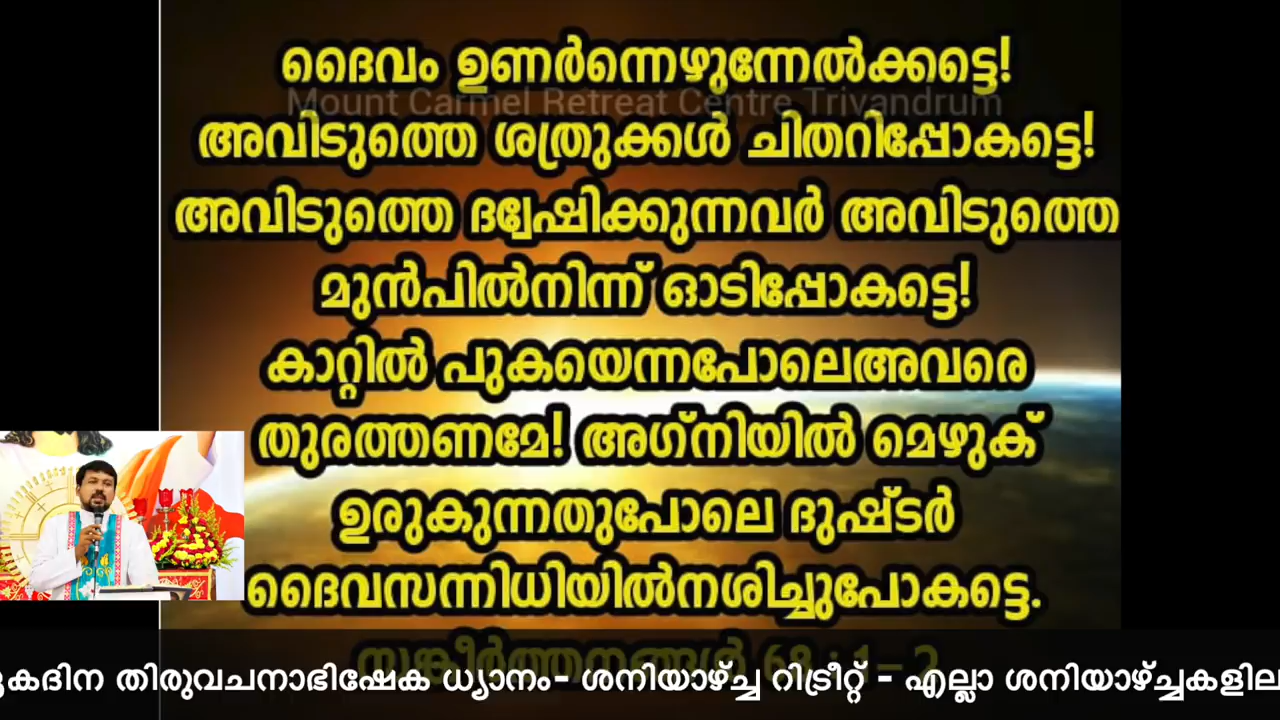 ദൈവം ഉണർന്നെഴുന്നേൽക്കട്ടെ!
Mount Carmel Retreat Centre Trivandrum
അവിടുത്തെ ശത്രുക്കൾ ചിതറിപ്പോകട്ടെ!
അവിടുത്തെ ദ്വേഷിക്കുന്നവർ അവിടുത്തെ
മുൻപിൽനിന്ന് ഓടിപ്പോകട്ടെ!
കാറ്റിൽ പുകയെന്നപോലെഅവരെ
തുരത്തണമേ! അഗ്നിയിൽ മെഴുക്
ഉരുകുന്നതുപോലെ ദുഷ്ടർ
ദൈവസന്നിധിയിൽനശിച്ചുപോകട്ടെ.
സങ്കീർത്തനങ്ങൾ 68 : 1 – 2
തിരുവചനാഭിഷേക ധ്യാനം- ശനിയാഴ്ച്ച റിട്രീറ്റ് - എല്ലാ